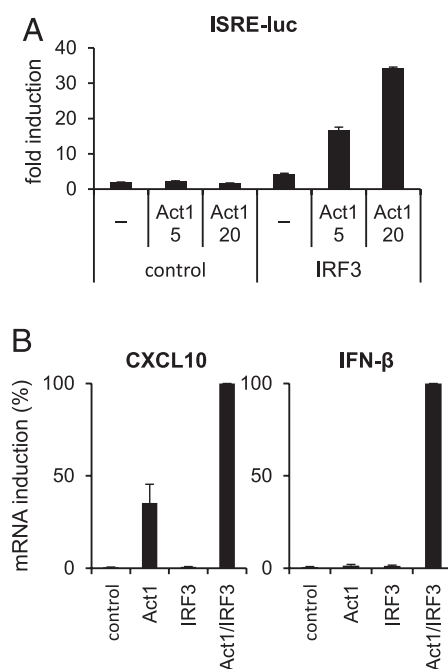 A
ISRE-luc
fold induction
40
30
20
10
0
– Act1 Act1 – Act1 Act1
5 20 5 20
control IRF3
B
CXCL10 IFN-β
mRNA induction (%)
100 100
50 50
0 0
control Act1 IRF3 Act1/IRF3 control Act1 IRF3 Act1/IRF3